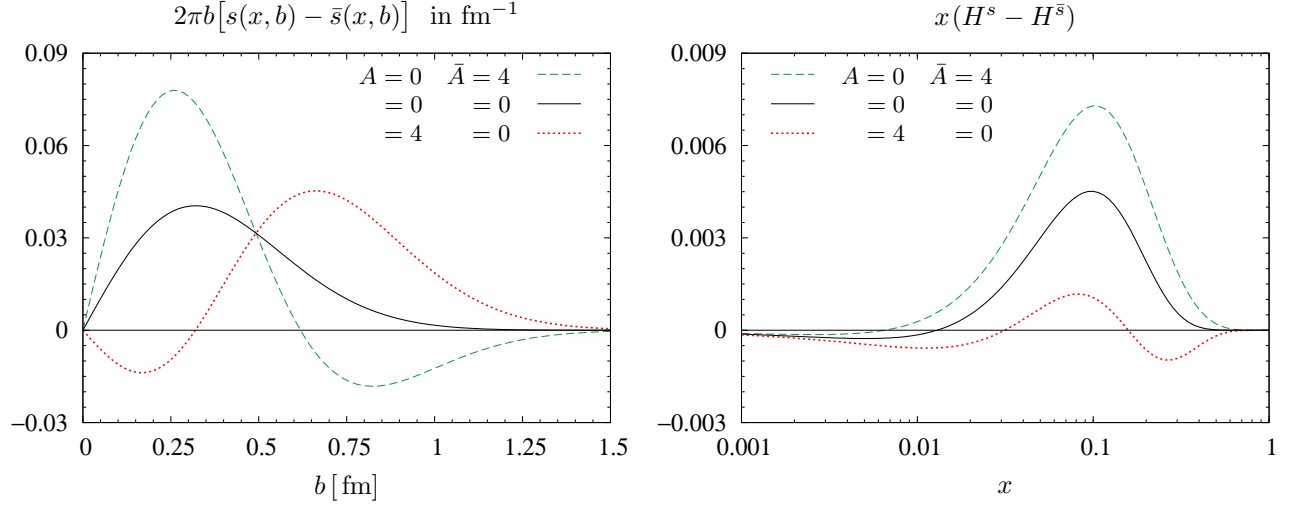 2πb[s(x, b) − s̄(x, b)] in fm⁻¹
0.09
0.06
0.03
0
−0.03
A = 0 Ā = 4
= 0 = 0
= 4 = 0
0 0.25 0.5 0.75 1 1.25 1.5
b [ fm]
x (Hˢ − H^s̄)
0.009
0.006
0.003
0
−0.003
A = 0 Ā = 4
= 0 = 0
= 4 = 0
0.001 0.01 0.1 1
x